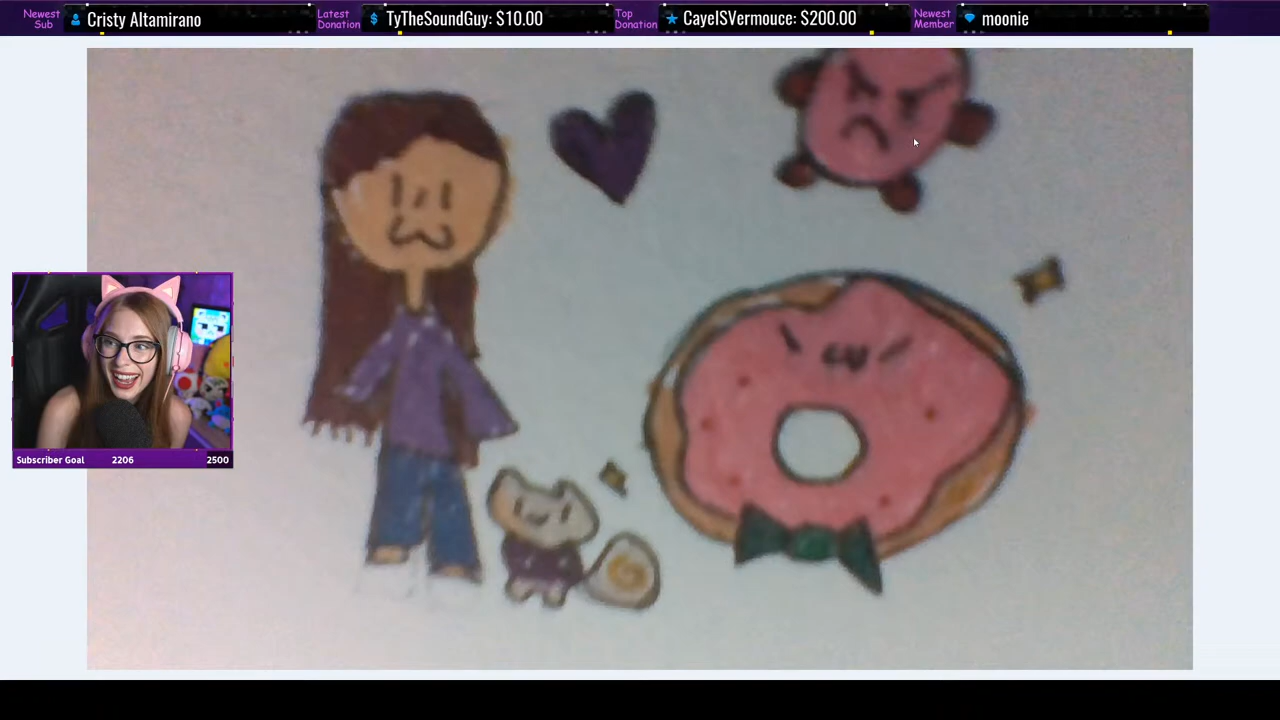 Newest
Sub
Cristy Altamirano
Latest
Donation
TyTheSoundGuy: $10.00
Top
Donation
CayeISVermouce: $200.00
Newest
Member
moonie
Subscriber Goal 2206 2500